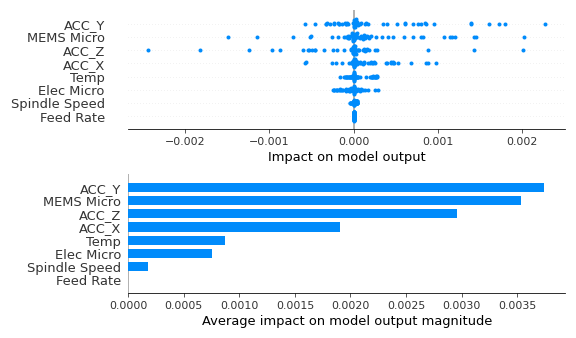 ACC_Y
MEMS Micro
ACC_Z
ACC_X
Temp
Elec Micro
Spindle Speed
Feed Rate
−0.002 −0.001 0.000 0.001 0.002
Impact on model output
ACC_Y
MEMS Micro
ACC_Z
ACC_X
Temp
Elec Micro
Spindle Speed
Feed Rate
0.0000 0.0005 0.0010 0.0015 0.0020 0.0025 0.0030 0.0035
Average impact on model output magnitude